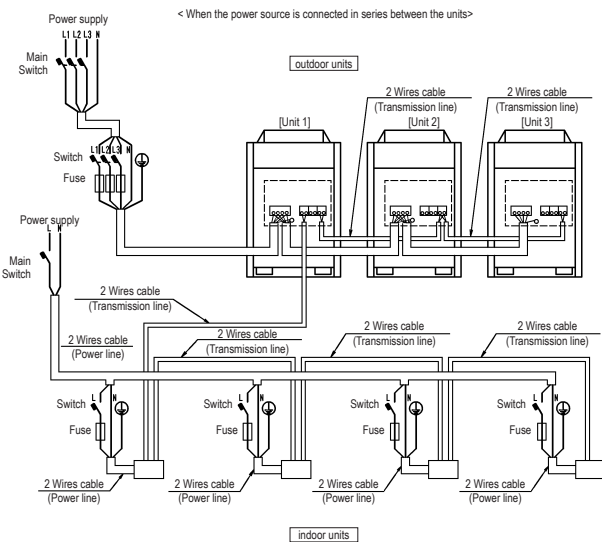 < When the power source is connected in series between the units>
Power supply
L1 L2 L3 N
Main
Switch
outdoor units
2 Wires cable
(Transmission line)
2 Wires cable
(Transmission line)
[Unit 1]
[Unit 2]
[Unit 3]
L1 L2 L3 N
Switch
Fuse
Power supply
L N
Main
Switch
2 Wires cable
(Transmission line)
2 Wires cable
(Power line)
2 Wires cable
(Transmission line)
2 Wires cable
(Transmission line)
2 Wires cable
(Transmission line)
L N
Switch
Fuse
L N
Switch
Fuse
L N
Switch
Fuse
L N
Switch
Fuse
2 Wires cable
(Power line)
2 Wires cable
(Power line)
2 Wires cable
(Power line)
2 Wires cable
(Power line)
indoor units